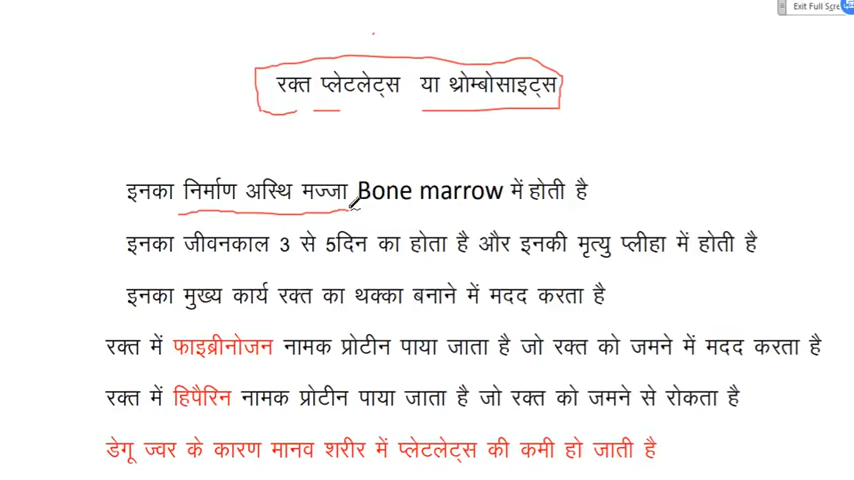 Exit Full Scre
रक्त प्लेटलेट्स या थ्रोम्बोसाइट्स
इनका निर्माण अस्थि मज्जा Bone marrow में होती है
इनका जीवनकाल 3 से 5दिन का होता है और इनकी मृत्यु प्लीहा में होती है
इनका मुख्य कार्य रक्त का थक्का बनाने में मदद करता है
रक्त में फाइब्रीनोजन नामक प्रोटीन पाया जाता है जो रक्त को जमने में मदद करता है
रक्त में हिपैरिन नामक प्रोटीन पाया जाता है जो रक्त को जमने से रोकता है
डेगू ज्वर के कारण मानव शरीर में प्लेटलेट्स की कमी हो जाती है